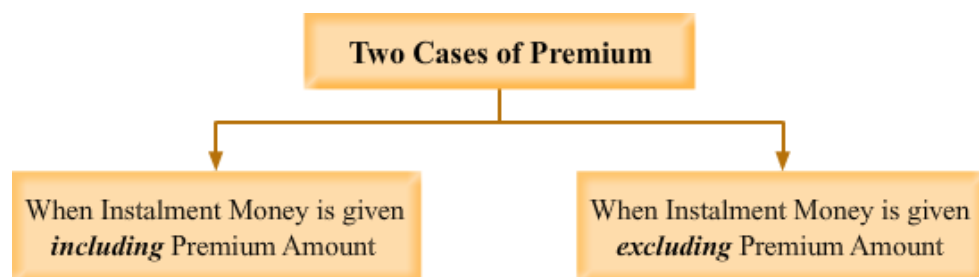 Two Cases of Premium
When Instalment Money is given
including Premium Amount
When Instalment Money is given
excluding Premium Amount